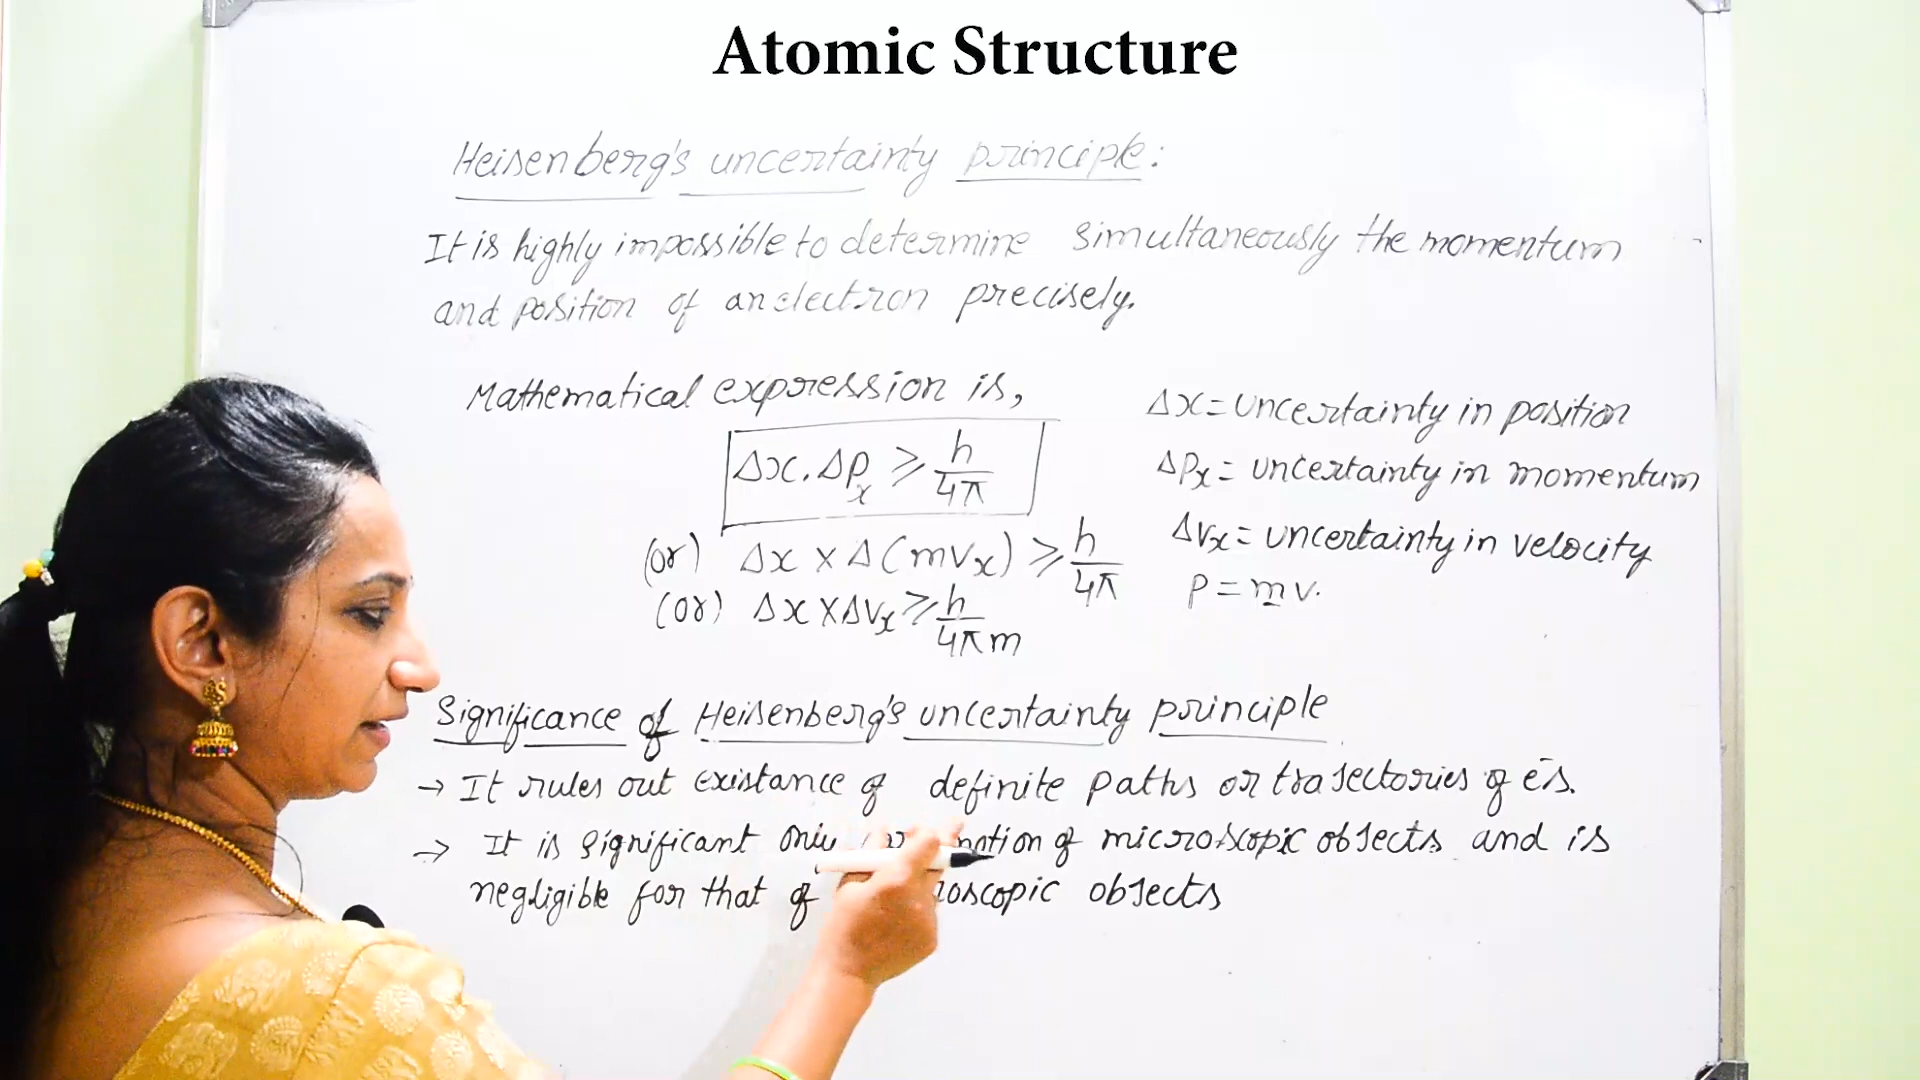 Atomic Structure
Heisenberg's uncertainty principle:
It is highly impossible to determine simultaneously the momentum
and position of an electron precisely.
Mathematical expression is,
Δx.Δpₓ ⩾ h/4π
(or) Δx × Δ(mvₓ) ⩾ h/4π
(or) Δx × Δvₓ ⩾ h/4πm
Δx = uncertainty in position
Δpₓ = uncertainty in momentum
Δvₓ = uncertainty in velocity
p = mv.
Significance of Heisenberg's uncertainty principle
→ It rules out existance of definite paths or trajectories of e⁻s.
→ It is significant only motion of microscopic objects and is
negligible for that of objects